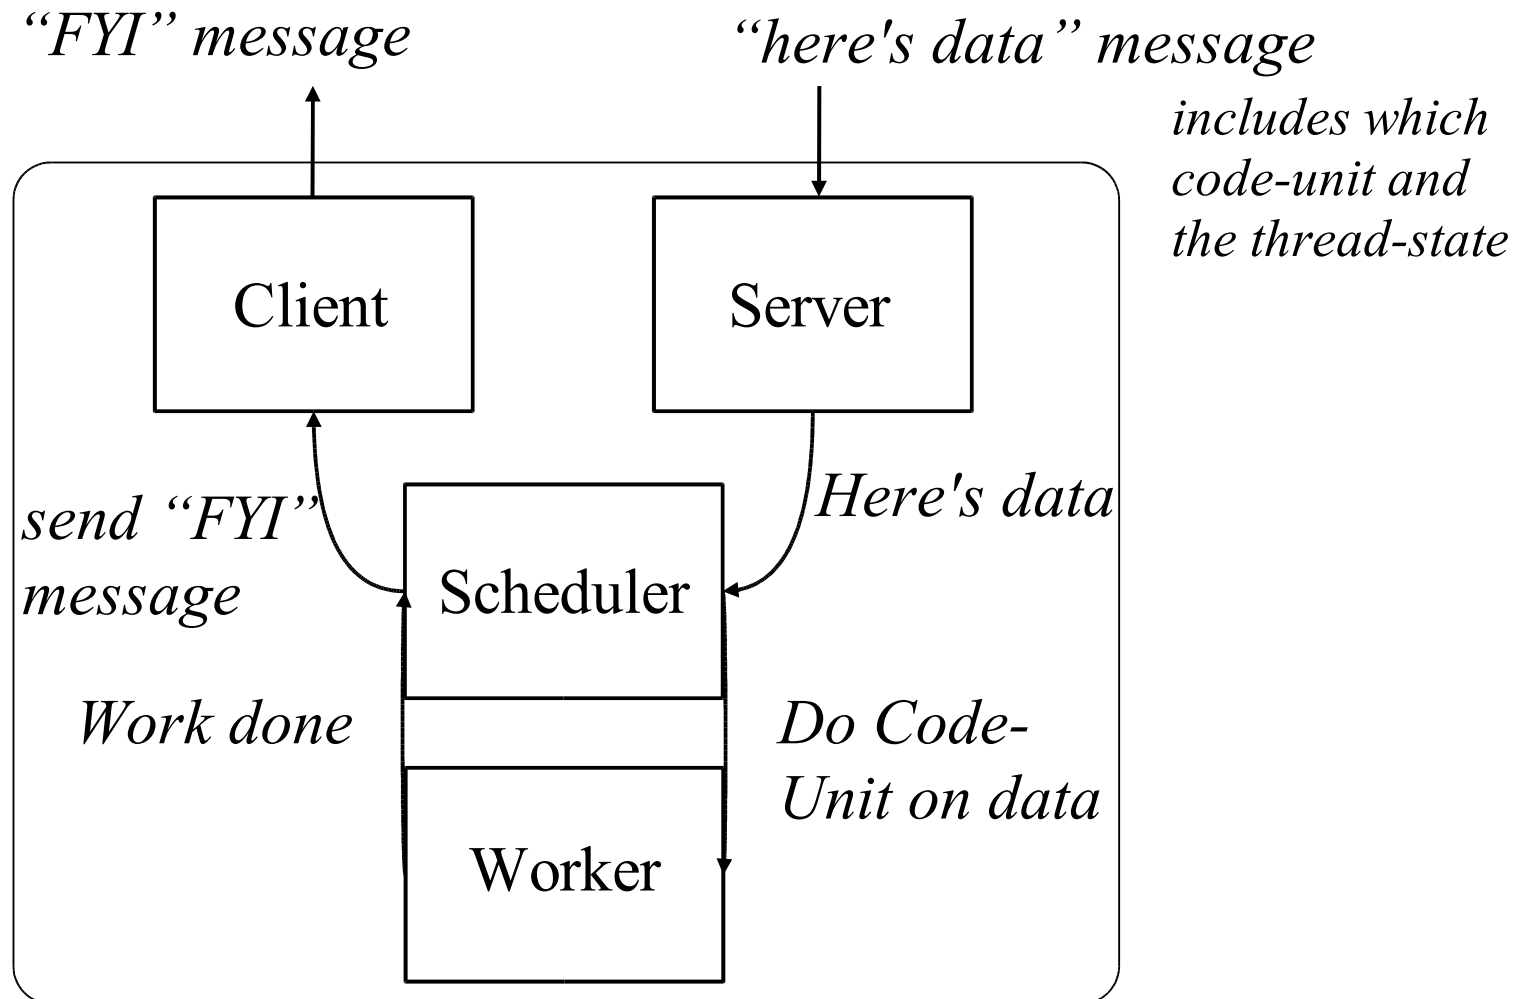 “FYI” message
“here's data” message
includes which
code-unit and
the thread-state
Client
Server
send “FYI”
message
Here's data
Scheduler
Work done
Do Code-
Unit on data
Worker